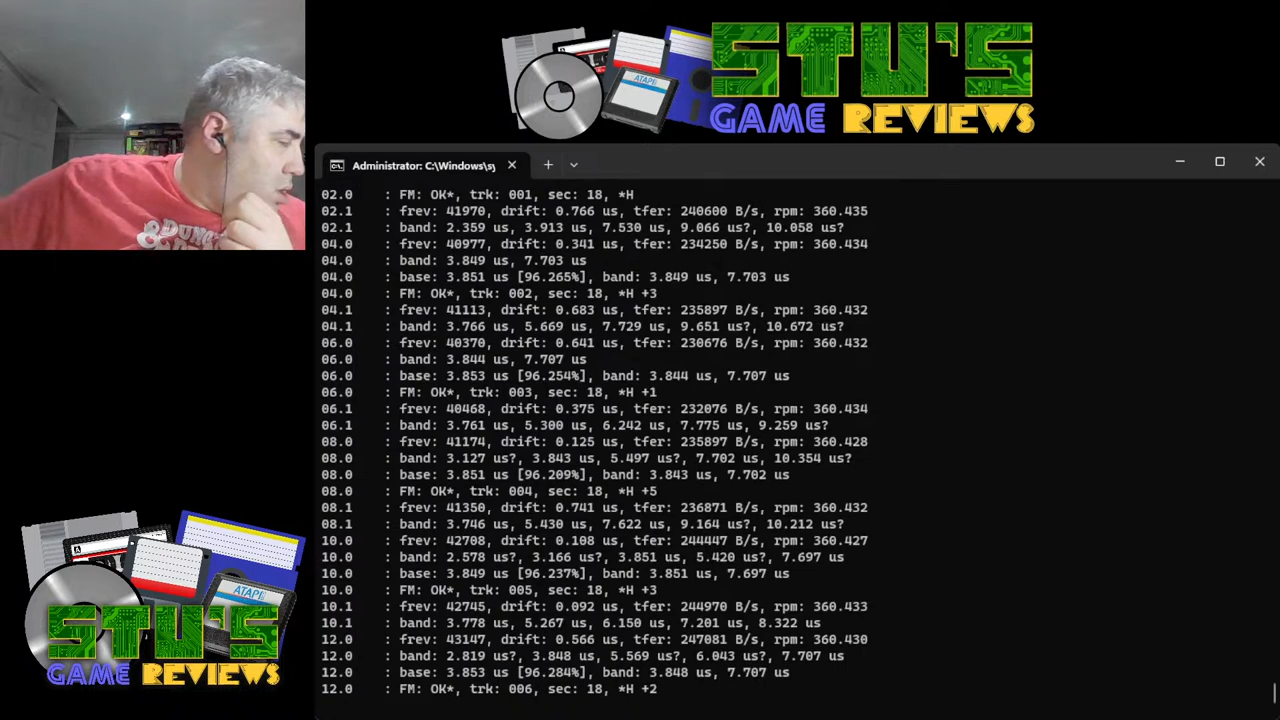 STU'S
GAME REVIEWS
ATAPI
Administrator: C:\Windows\sy
02.0 : FM: OK*, trk: 001, sec: 18, *H
02.1 : frev: 41970, drift: 0.766 us, tfer: 240600 B/s, rpm: 360.435
02.1 : band: 2.359 us, 3.913 us, 7.530 us, 9.066 us?, 10.058 us?
04.0 : frev: 40977, drift: 0.341 us, tfer: 234250 B/s, rpm: 360.434
04.0 : band: 3.849 us, 7.703 us
04.0 : base: 3.851 us [96.265%], band: 3.849 us, 7.703 us
04.0 : FM: OK*, trk: 002, sec: 18, *H +3
04.1 : frev: 41113, drift: 0.683 us, tfer: 235897 B/s, rpm: 360.432
04.1 : band: 3.766 us, 5.669 us, 7.729 us, 9.651 us?, 10.672 us?
06.0 : frev: 40370, drift: 0.641 us, tfer: 230676 B/s, rpm: 360.432
06.0 : band: 3.844 us, 7.707 us
06.0 : base: 3.853 us [96.254%], band: 3.844 us, 7.707 us
06.0 : FM: OK*, trk: 003, sec: 18, *H +1
06.1 : frev: 40468, drift: 0.375 us, tfer: 232076 B/s, rpm: 360.434
06.1 : band: 3.761 us, 5.300 us, 6.242 us, 7.775 us, 9.259 us?
08.0 : frev: 41174, drift: 0.125 us, tfer: 235897 B/s, rpm: 360.428
08.0 : band: 3.127 us?, 3.843 us, 5.497 us?, 7.702 us, 10.354 us?
08.0 : base: 3.851 us [96.209%], band: 3.843 us, 7.702 us
08.0 : FM: OK*, trk: 004, sec: 18, *H +5
08.1 : frev: 41350, drift: 0.741 us, tfer: 236871 B/s, rpm: 360.432
08.1 : band: 3.746 us, 5.430 us, 7.622 us, 9.164 us?, 10.212 us?
10.0 : frev: 42708, drift: 0.108 us, tfer: 244447 B/s, rpm: 360.427
10.0 : band: 2.578 us?, 3.166 us?, 3.851 us, 5.420 us?, 7.697 us
10.0 : base: 3.849 us [96.237%], band: 3.851 us, 7.697 us
10.0 : FM: OK*, trk: 005, sec: 18, *H +3
10.1 : frev: 42745, drift: 0.092 us, tfer: 244970 B/s, rpm: 360.433
10.1 : band: 3.778 us, 5.267 us, 6.150 us, 7.201 us, 8.322 us
12.0 : frev: 43147, drift: 0.566 us, tfer: 247081 B/s, rpm: 360.430
12.0 : band: 2.819 us?, 3.848 us, 5.569 us?, 6.043 us?, 7.707 us
12.0 : base: 3.853 us [96.284%], band: 3.848 us, 7.707 us
12.0 : FM: OK*, trk: 006, sec: 18, *H +2
A
ATAPI
STU'S
GAME REVIEWS